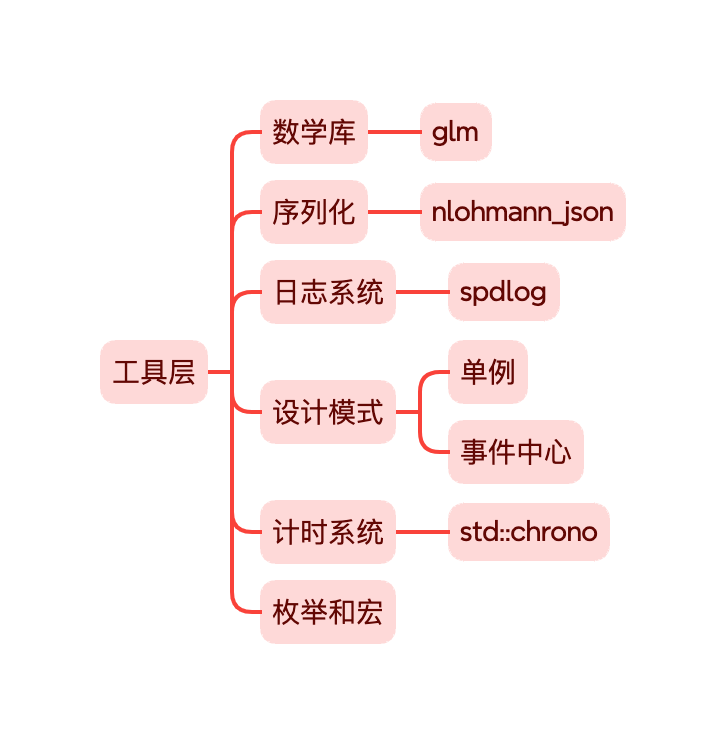 工具层
数学库
glm
序列化
nlohmann_json
日志系统
spdlog
设计模式
单例
事件中心
计时系统
std::chrono
枚举和宏